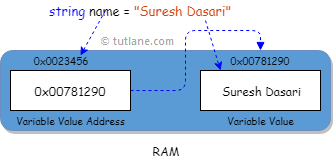 string name = "Suresh Dasari"
© tutlane.com
0x0023456 0x00781290
0x00781290 Suresh Dasari
Variable Value Address Variable Value
RAM